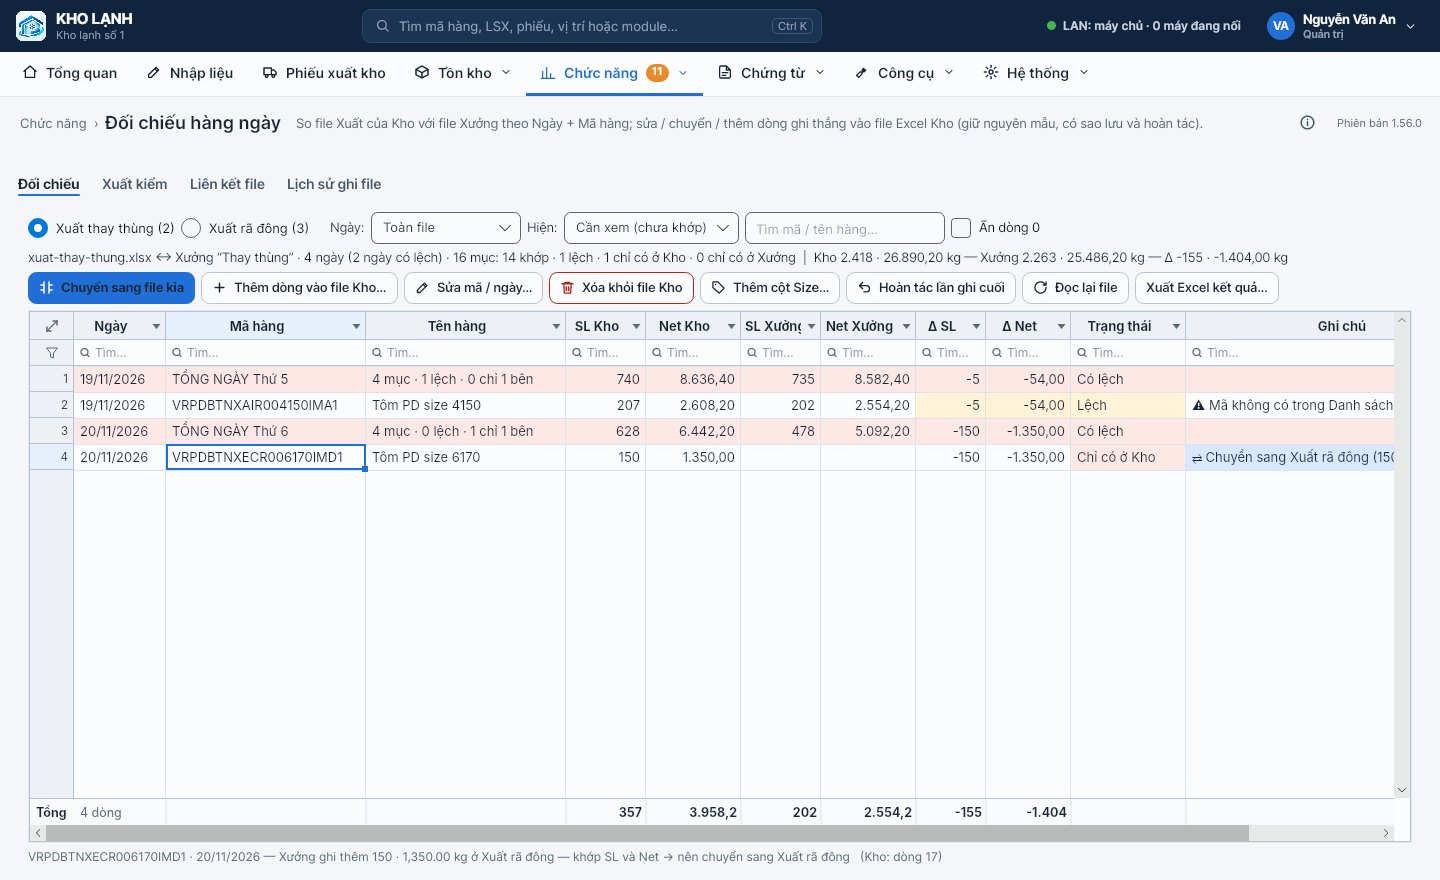 KHO LẠNH
Kho lạnh số 1
Tìm mã hàng, LSX, phiếu, vị trí hoặc module... Ctrl K
LAN: máy chủ · 0 máy đang nối
VA Nguyễn Văn An
Quản trị
Tổng quan Nhập liệu Phiếu xuất kho Tồn kho Chức năng 11 Chứng từ Công cụ Hệ thống
Chức năng › Đối chiếu hàng ngày So file Xuất của Kho với file Xưởng theo Ngày + Mã hàng; sửa / chuyển / thêm dòng ghi thẳng vào file Excel Kho (giữ nguyên mẫu, có sao lưu và hoàn tác). Phiên bản 1.56.0
Đối chiếu Xuất kiểm Liên kết file Lịch sử ghi file
Xuất thay thùng (2) Xuất rã đông (3) Ngày: Toàn file Hiện: Cần xem (chưa khớp) Tìm mã / tên hàng... Ẩn dòng 0
xuat-thay-thung.xlsx ↔ Xưởng “Thay thùng” · 4 ngày (2 ngày có lệch) · 16 mục: 14 khớp · 1 lệch · 1 chỉ có ở Kho · 0 chỉ có ở Xưởng | Kho 2.418 · 26.890,20 kg — Xưởng 2.263 · 25.486,20 kg — Δ -155 · -1.404,00 kg
Chuyển sang file kia Thêm dòng vào file Kho... Sửa mã / ngày... Xóa khỏi file Kho Thêm cột Size... Hoàn tác lần ghi cuối Đọc lại file Xuất Excel kết quả...
Ngày Mã hàng Tên hàng SL Kho Net Kho SL Xưởng Net Xưởng Δ SL Δ Net Trạng thái Ghi chú
Tìm... Tìm... Tìm... Tìm... Tìm... Tìm... Tìm... Tìm... Tìm... Tìm... Tìm...
1 19/11/2026 TỔNG NGÀY Thứ 5 4 mục · 1 lệch · 0 chỉ 1 bên 740 8.636,40 735 8.582,40 -5 -54,00 Có lệch
2 19/11/2026 VRPDBTNXAIR004150IMA1 Tôm PD size 4150 207 2.608,20 202 2.554,20 -5 -54,00 Lệch ⚠ Mã không có trong Danh sách
3 20/11/2026 TỔNG NGÀY Thứ 6 4 mục · 0 lệch · 1 chỉ 1 bên 628 6.442,20 478 5.092,20 -150 -1.350,00 Có lệch
4 20/11/2026 VRPDBTNXECR006170IMD1 Tôm PD size 6170 150 1.350,00 -150 -1.350,00 Chỉ có ở Kho ⇄ Chuyển sang Xuất rã đông (150
Tổng 4 dòng 357 3.958,2 202 2.554,2 -155 -1.404
VRPDBTNXECR006170IMD1 · 20/11/2026 — Xưởng ghi thêm 150 · 1,350.00 kg ở Xuất rã đông — khớp SL và Net → nên chuyển sang Xuất rã đông (Kho: dòng 17)